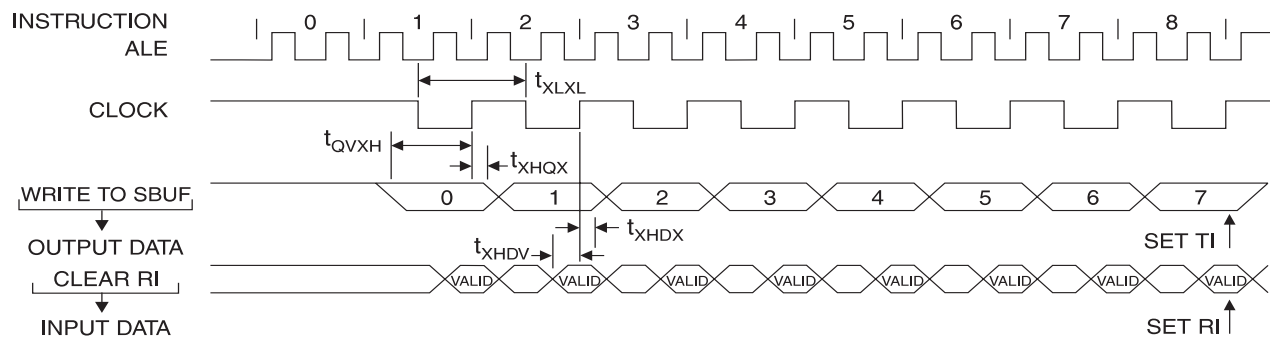 INSTRUCTION 0 1 2 3 4 5 6 7 8
ALE
tXLXL
CLOCK
tQVXH
tXHQX
WRITE TO SBUF 0 1 2 3 4 5 6 7
tXHDX
OUTPUT DATA SET TI
tXHDV
CLEAR RI VALID VALID VALID VALID VALID VALID VALID VALID
INPUT DATA SET RI